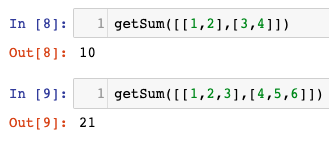 In [8]: 1 getSum([[1,2],[3,4]])
Out[8]: 10
In [9]: 1 getSum([[1,2,3],[4,5,6]])
Out[9]: 21